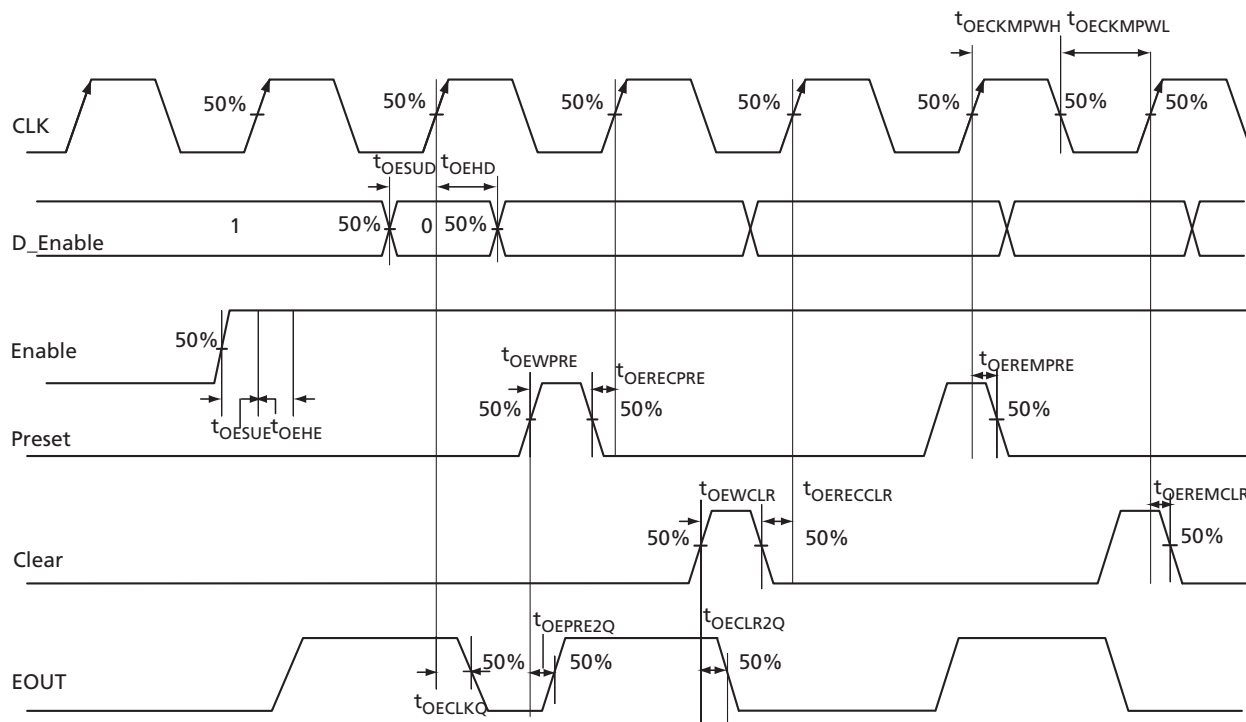 tOECKMPWH tOECKMPWL
CLK 50% 50% 50% 50% 50% 50% 50%
tOESUD tOEHD
D_Enable 1 50% 0 50%
Enable 50%
tOESUE tOEHE
tOEWPRE tOERECPRE tOEREMPRE
Preset 50% 50% 50%
tOEWCLR tOERECCLR tOEREMCLR
Clear 50% 50% 50%
tOEPRE2Q tOECLR2Q
EOUT 50% 50% 50%
tOECLKQ